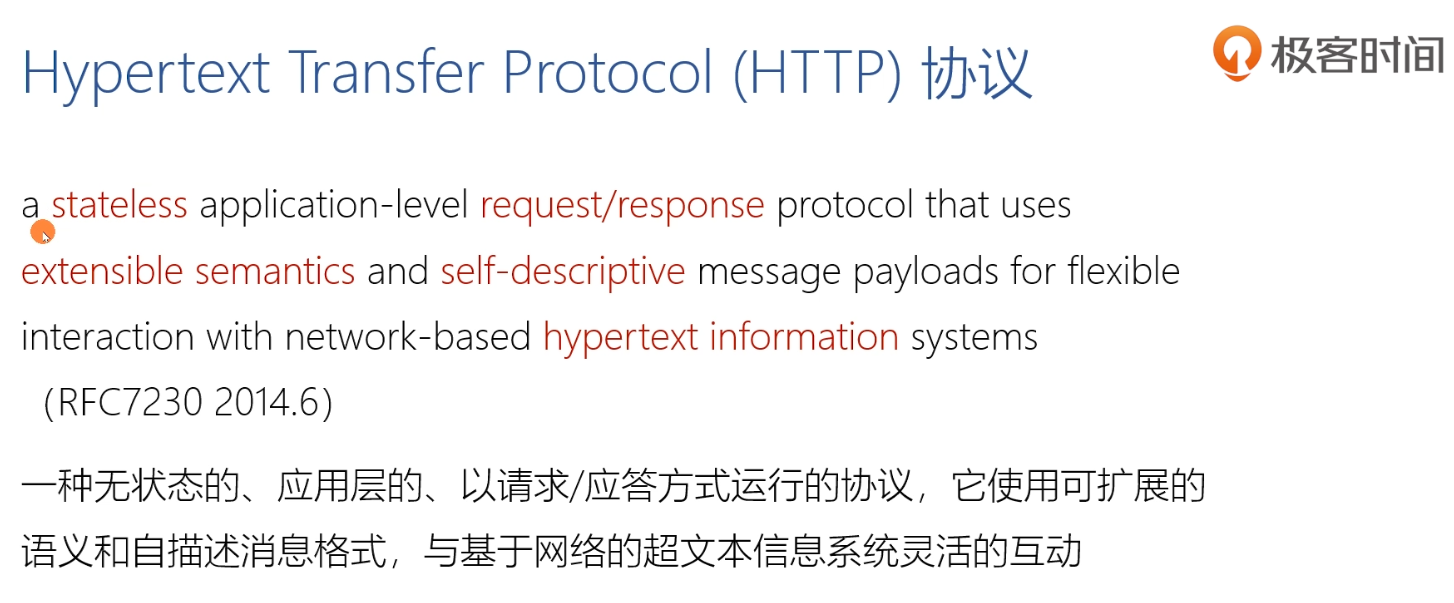 Hypertext Transfer Protocol (HTTP) 协议
极客时间
a stateless application-level request/response protocol that uses
extensible semantics and self-descriptive message payloads for flexible
interaction with network-based hypertext information systems
（RFC7230 2014.6）
一种无状态的、应用层的、以请求/应答方式运行的协议，它使用可扩展的
语义和自描述消息格式，与基于网络的超文本信息系统灵活的互动